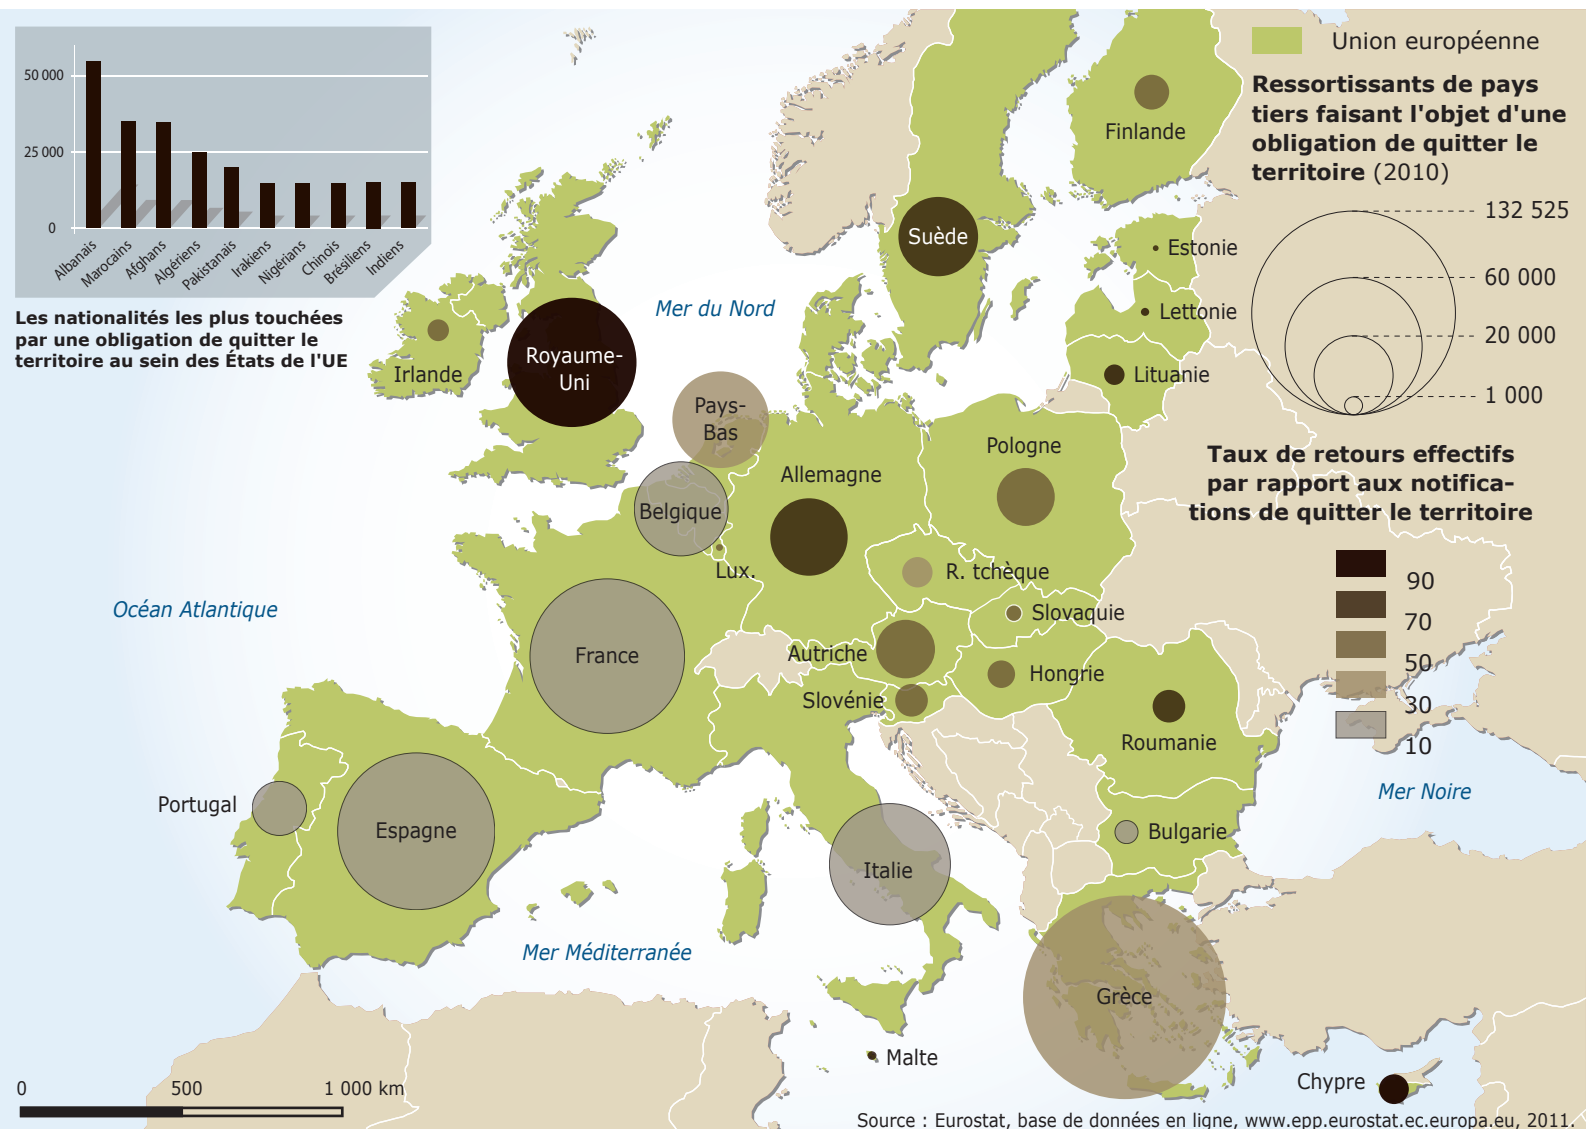 50 000
25 000
0
Albanais
Marocains
Afghans
Algériens
Pakistanais
Irakiens
Nigérians
Chinois
Brésiliens
Indiens
Les nationalités les plus touchées
par une obligation de quitter le
territoire au sein des États de l'UE
Union européenne
Ressortissants de pays
tiers faisant l'objet d'une
obligation de quitter le
territoire (2010)
132 525
60 000
20 000
1 000
Taux de retours effectifs
par rapport aux notifica-
tions de quitter le territoire
90
70
50
30
10
Finlande
Suède
Estonie
Lettonie
Lituanie
Mer du Nord
Irlande
Royaume-
Uni
Pays-
Bas
Belgique
Lux.
Allemagne
Pologne
R. tchèque
Slovaquie
Océan Atlantique
France
Autriche
Hongrie
Slovénie
Roumanie
Mer Noire
Portugal
Espagne
Italie
Bulgarie
Mer Méditerranée
Grèce
Malte
Chypre
0 500 1 000 km
Source : Eurostat, base de données en ligne, www.epp.eurostat.ec.europa.eu, 2011.